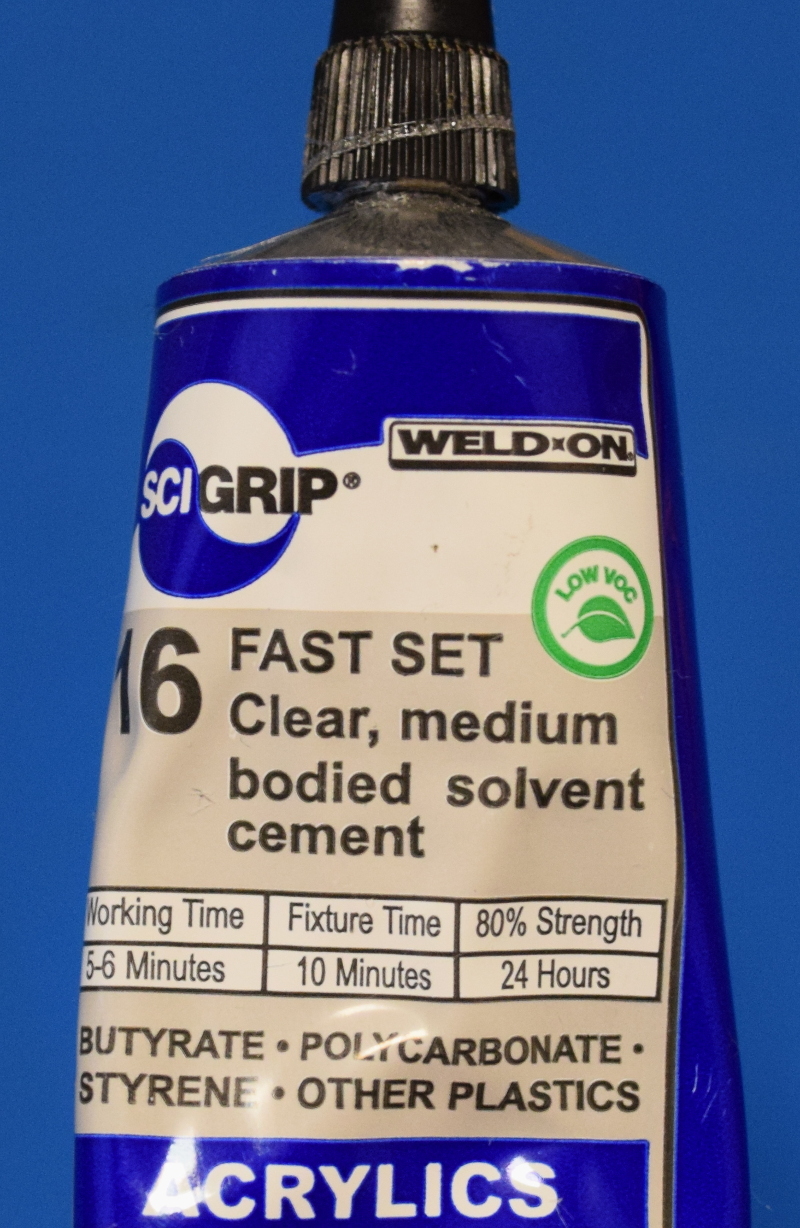 SCIGRIP®
WELD-ON®
LOW VOC
16
FAST SET
Clear, medium
bodied solvent
cement
Working Time Fixture Time 80% Strength
5-6 Minutes 10 Minutes 24 Hours
BUTYRATE • POLYCARBONATE •
STYRENE • OTHER PLASTICS
ACRYLICS